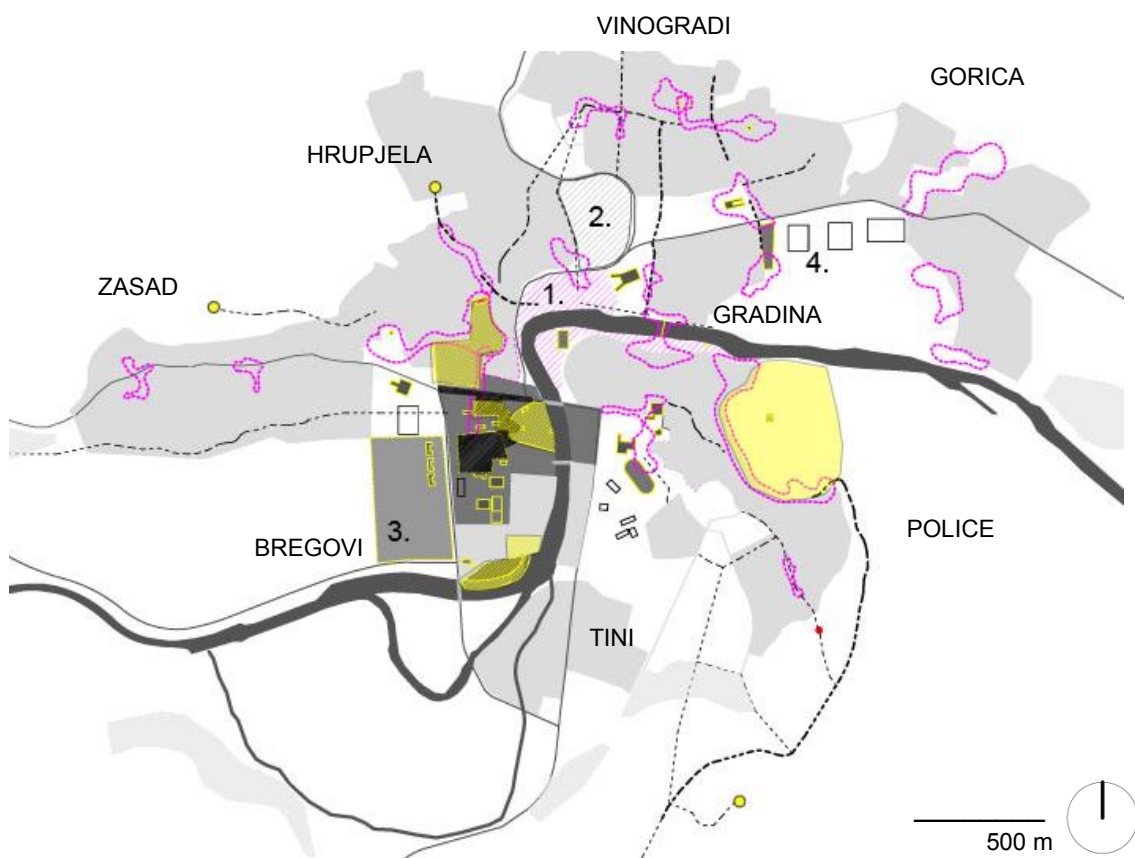 VINOGRADI
GORICA
HRUPJELA
2.
4.
ZASAD
1.
GRADINA
3.
BREGOVI
POLICE
TINI
500 m